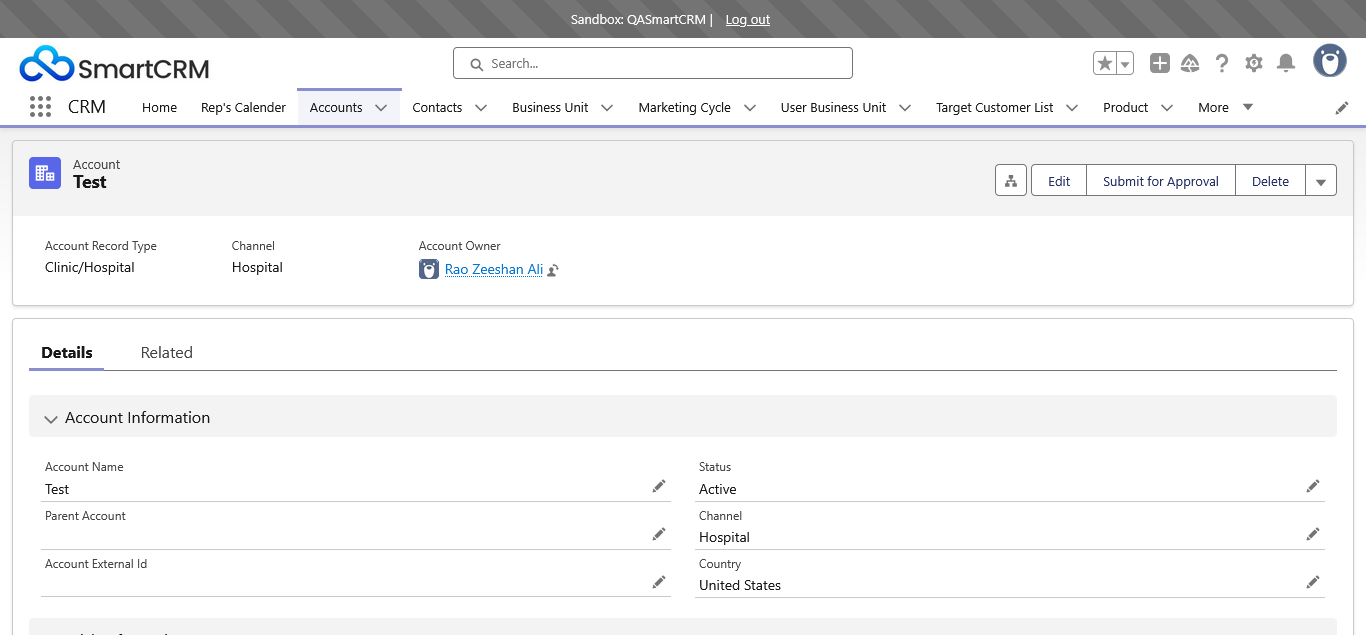 Sandbox: QASmartCRM | Log out
SmartCRM
Search...
CRM Home Rep's Calender Accounts Contacts Business Unit Marketing Cycle User Business Unit Target Customer List Product More
Account
Test
Edit Submit for Approval Delete
Account Record Type Channel Account Owner
Clinic/Hospital Hospital Rao Zeeshan Ali
Details Related
Account Information
Account Name Status
Test Active
Parent Account Channel
Hospital
Account External Id Country
United States